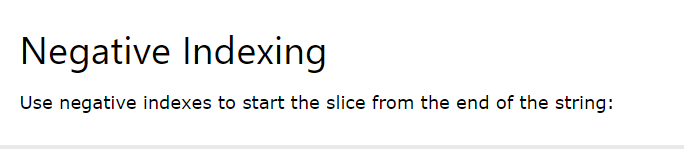 Negative Indexing
Use negative indexes to start the slice from the end of the string: